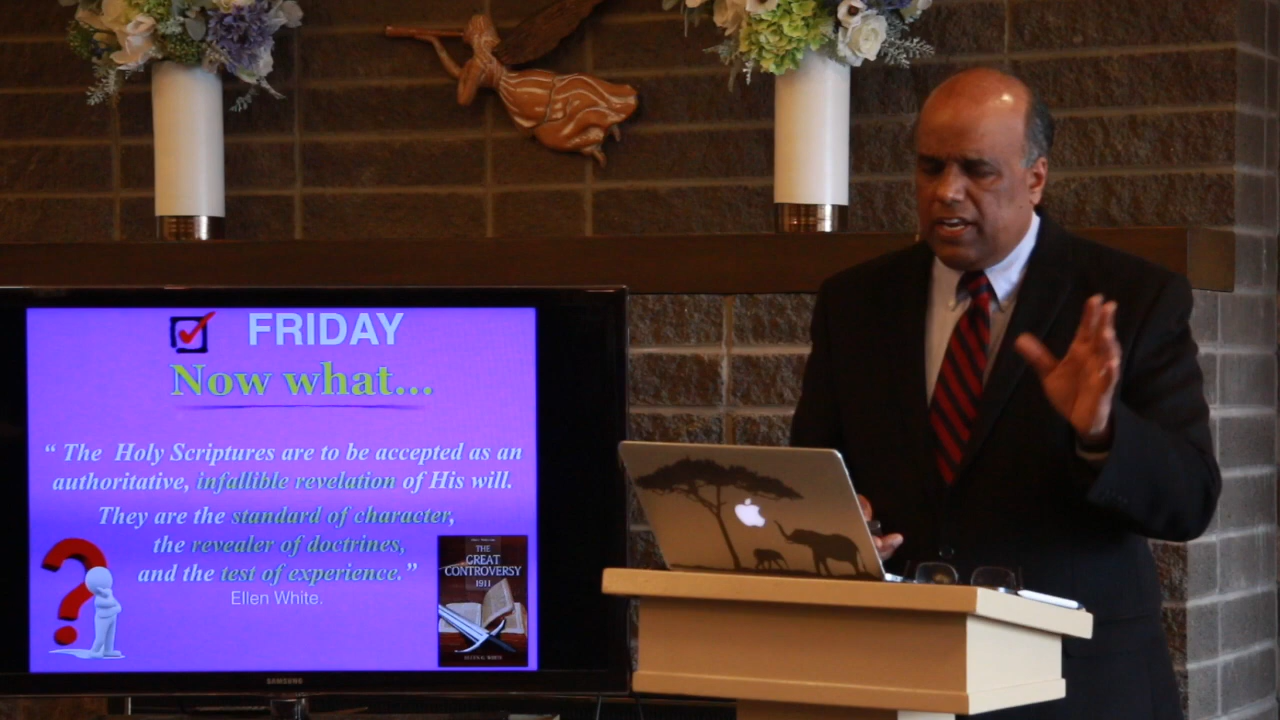 FRIDAY
Now what...
“ The Holy Scriptures are to be accepted as an
authoritative, infallible revelation of His will.
They are the standard of character,
the revealer of doctrines,
and the test of experience.”
Ellen White.
THE
GREAT
CONTROVERSY
1911
ELLEN G. WHITE
SAMSUNG